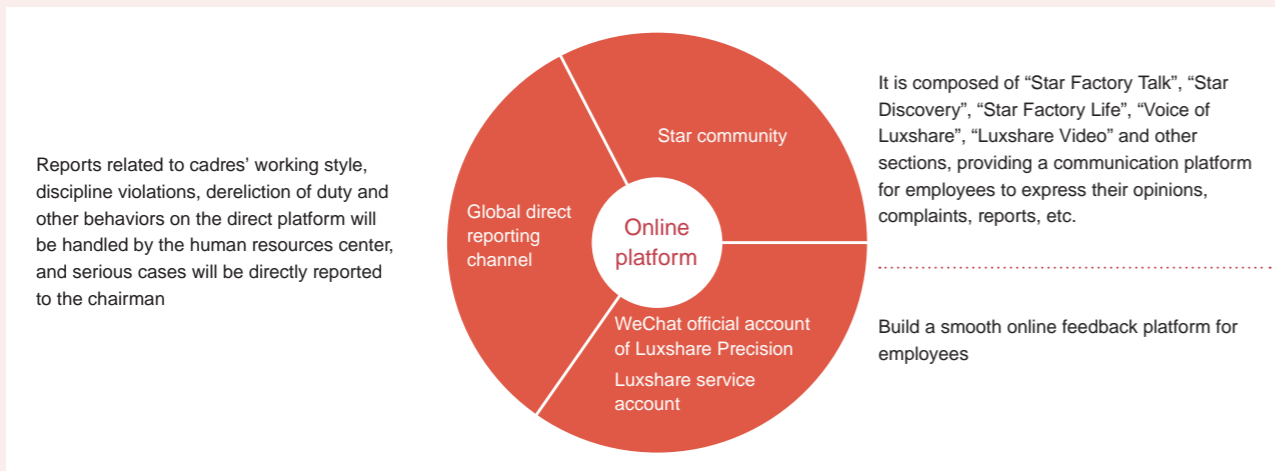 Reports related to cadres’ working style,
discipline violations, dereliction of duty and
other behaviors on the direct platform will
be handled by the human resources center,
and serious cases will be directly reported
to the chairman
Global direct
reporting
channel
Star community
Online
platform
WeChat official account
of Luxshare Precision
Luxshare service
account
It is composed of “Star Factory Talk”, “Star
Discovery”, “Star Factory Life”, “Voice of
Luxshare”, “Luxshare Video” and other
sections, providing a communication platform
for employees to express their opinions,
complaints, reports, etc.
Build a smooth online feedback platform for
employees